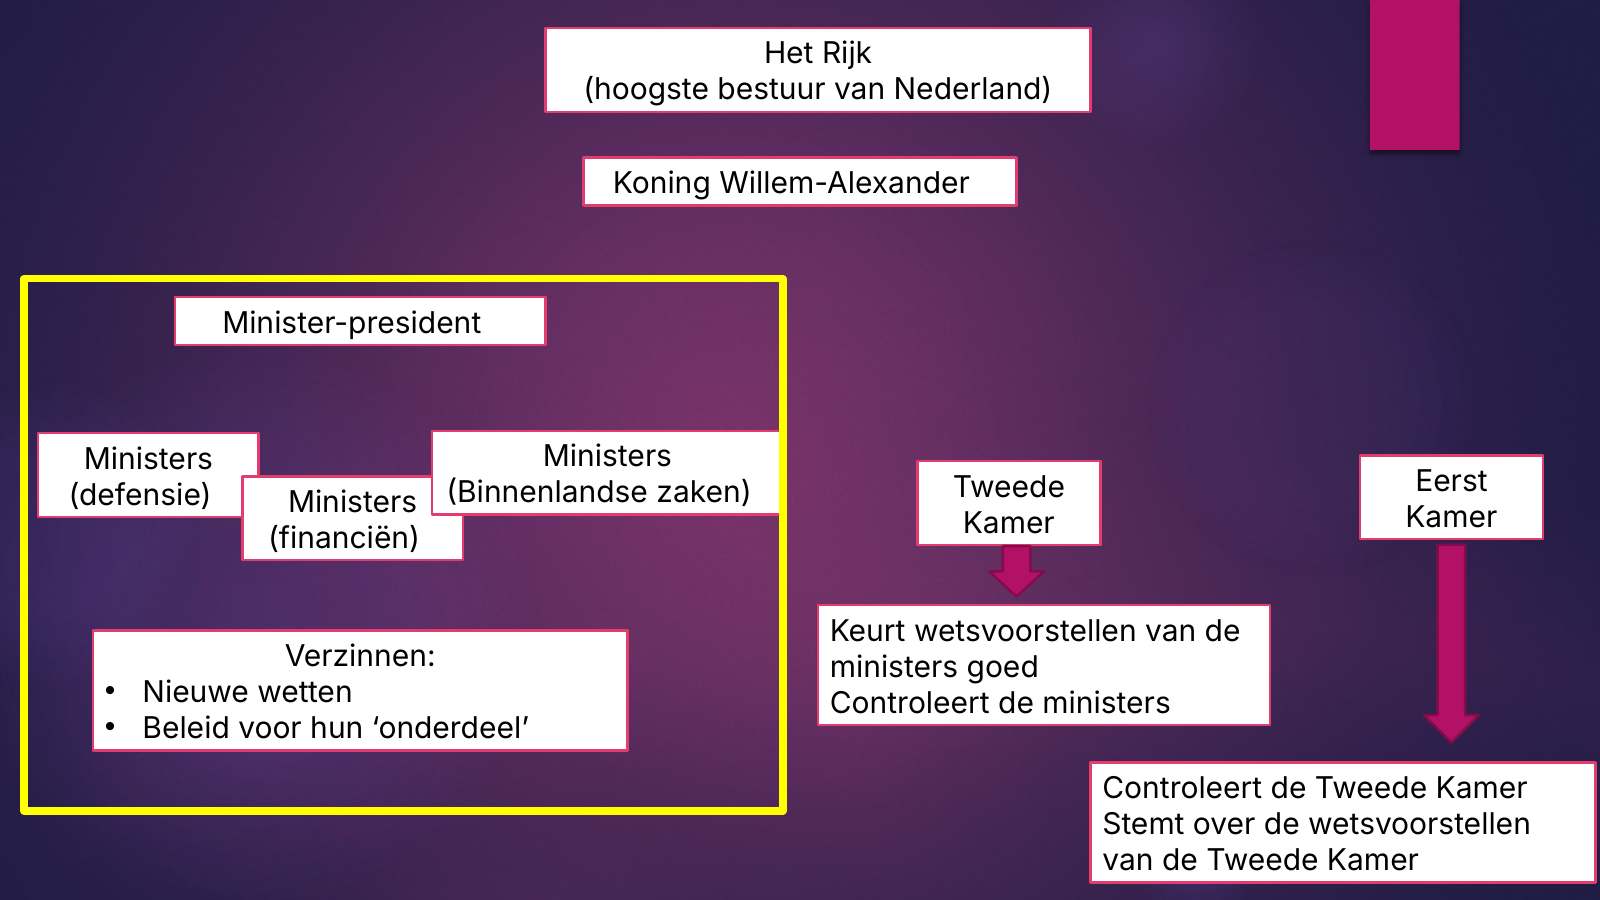 Het Rijk
(hoogste bestuur van Nederland)
Koning Willem-Alexander
Minister-president
Ministers
(defensie)
Ministers
(financiën)
Ministers
(Binnenlandse zaken)
Verzinnen:
• Nieuwe wetten
• Beleid voor hun ‘onderdeel’
Tweede
Kamer
Keurt wetsvoorstellen van de
ministers goed
Controleert de ministers
Eerst
Kamer
Controleert de Tweede Kamer
Stemt over de wetsvoorstellen
van de Tweede Kamer